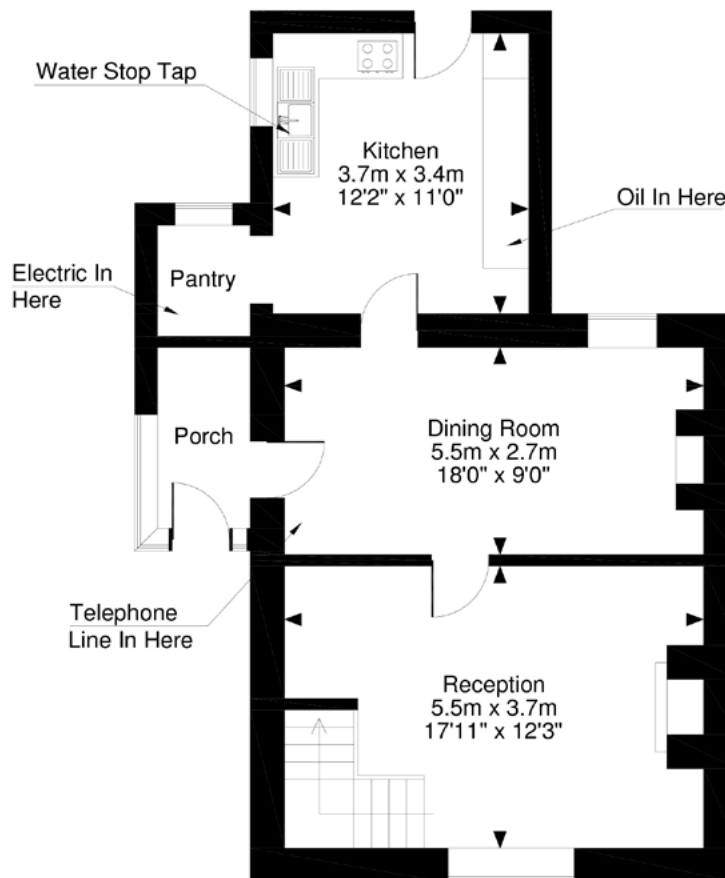 Water Stop Tap
Kitchen
3.7m x 3.4m
12'2" x 11'0"
Oil In Here
Electric In
Here
Pantry
Porch
Dining Room
5.5m x 2.7m
18'0" x 9'0"
Telephone
Line In Here
Reception
5.5m x 3.7m
17'11" x 12'3"